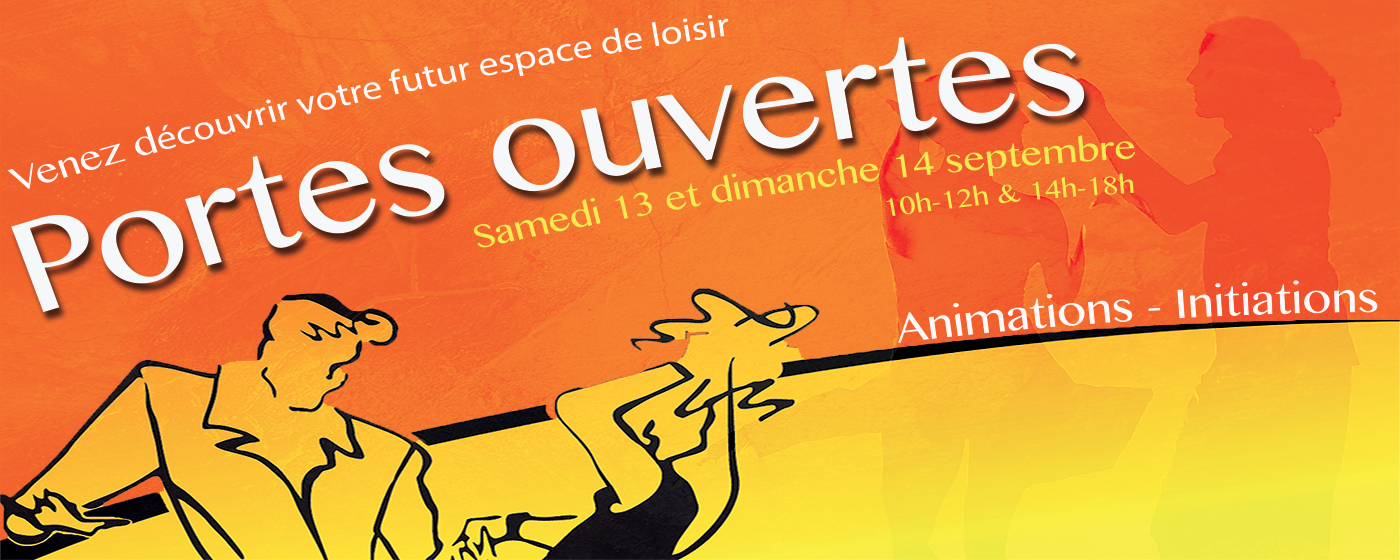 Venez découvrir votre futur espace de loisir
Portes ouvertes
Samedi 13 et dimanche 14 septembre
10h-12h & 14h-18h
Animations - Initiations